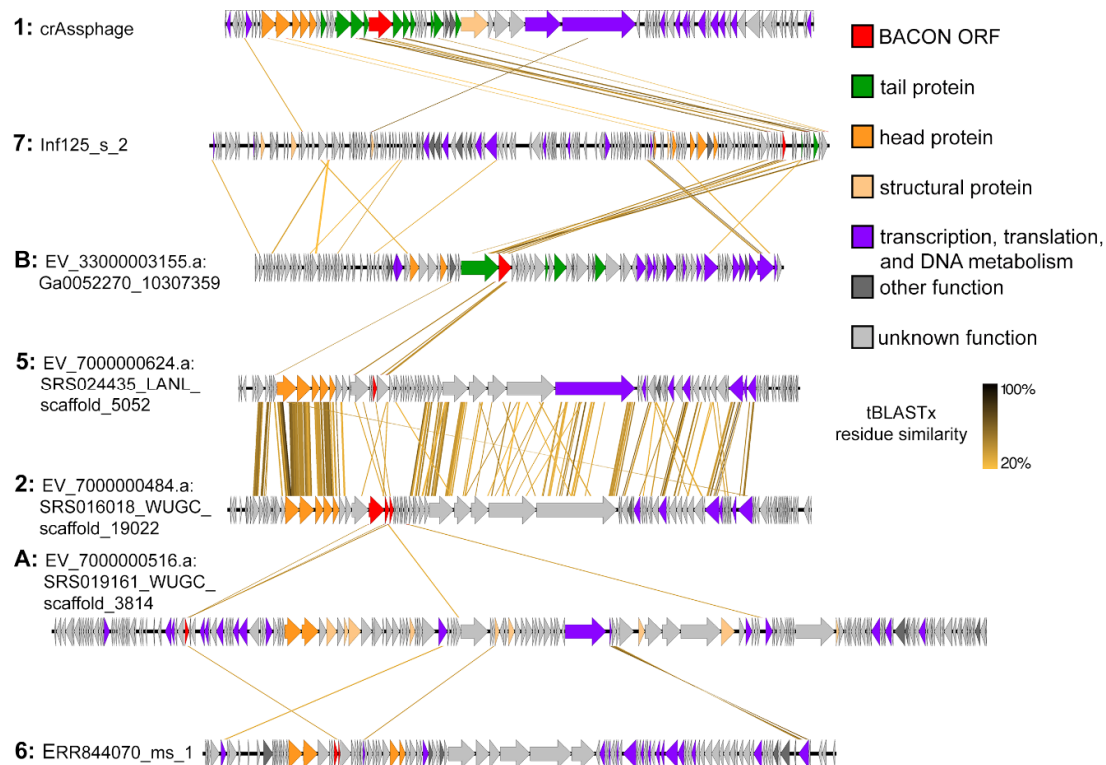 1: crAssphage
7: Inf125_s_2
B: EV_33000003155.a:
Ga0052270_10307359
5: EV_7000000624.a:
SRS024435_LANL_
scaffold_5052
2: EV_7000000484.a:
SRS016018_WUGC_
scaffold_19022
A: EV_7000000516.a:
SRS019161_WUGC_
scaffold_3814
6: ERR844070_ms_1
BACON ORF
tail protein
head protein
structural protein
transcription, translation,
and DNA metabolism
other function
unknown function
tBLASTx
residue similarity
100%
20%